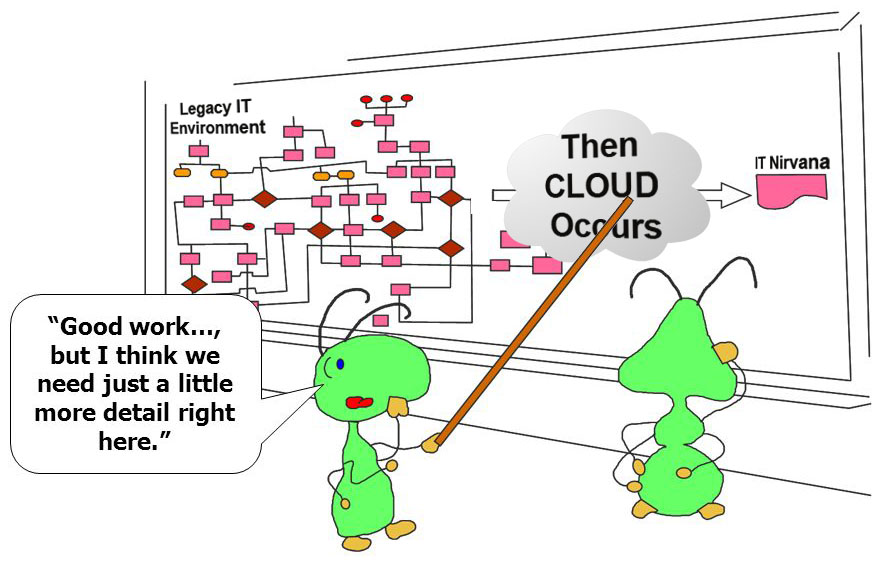 Legacy IT
Environment
Then
CLOUD
Occurs
IT Nirvana
“Good work…,
but I think we
need just a little
more detail right
here.”